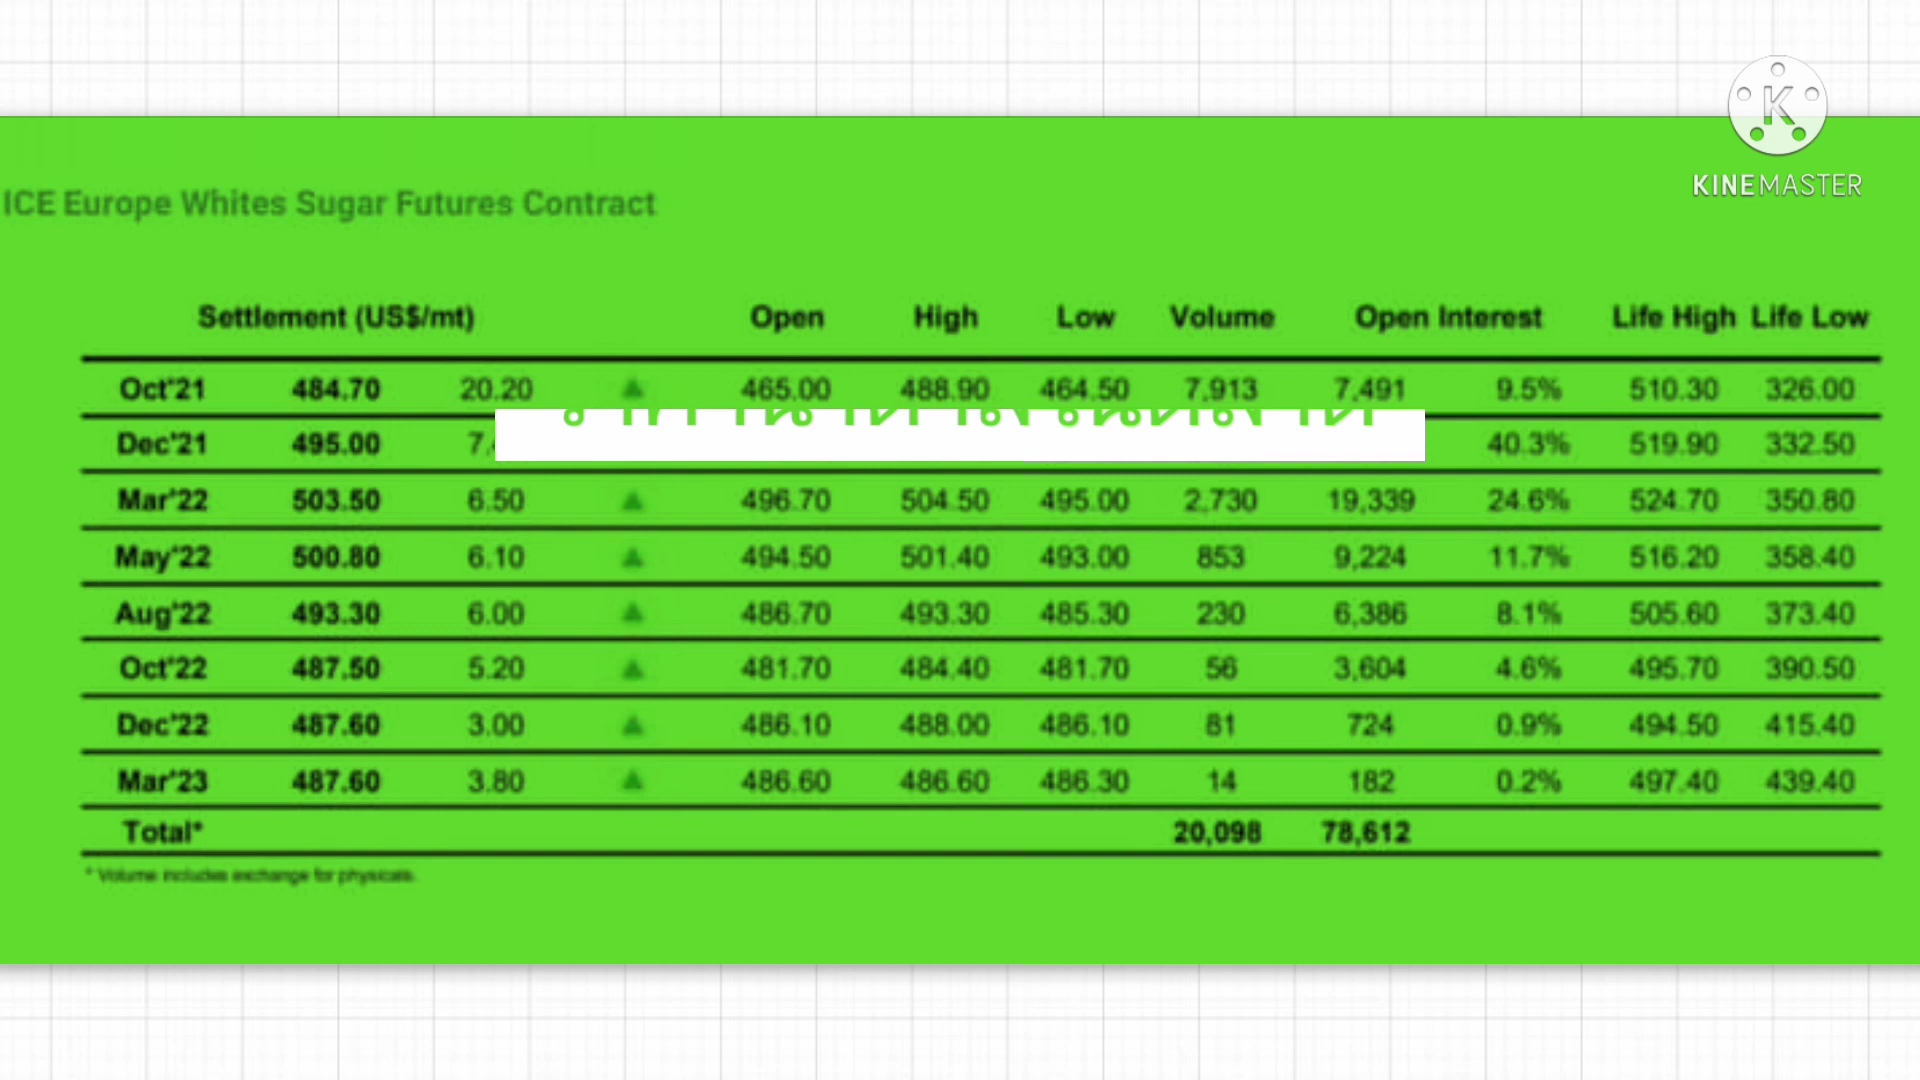 KINEMASTER
ICE Europe Whites Sugar Futures Contract
Settlement (US$/mt) Open High Low Volume Open Interest Life High Life Low
Oct'21 484.70 20.20 ▲ 465.00 488.90 464.50 7,913 7,491 9.5% 510.30 326.00
Dec'21 495.00 40.3% 519.90 332.50
Mar'22 503.50 6.50 ▲ 496.70 504.50 495.00 2,730 19,339 24.6% 524.70 350.80
May'22 500.80 6.10 ▲ 494.50 501.40 493.00 853 9,224 11.7% 516.20 358.40
Aug'22 493.30 6.00 ▲ 486.70 493.30 485.30 230 6,386 8.1% 505.60 373.40
Oct'22 487.50 5.20 ▲ 481.70 484.40 481.70 56 3,604 4.6% 495.70 390.50
Dec'22 487.60 3.00 ▲ 486.10 488.00 486.10 81 724 0.9% 494.50 415.40
Mar'23 487.60 3.80 ▲ 486.60 486.60 486.30 14 182 0.2% 497.40 439.40
Total* 20,098 78,612
* Volume includes exchange for physicals.